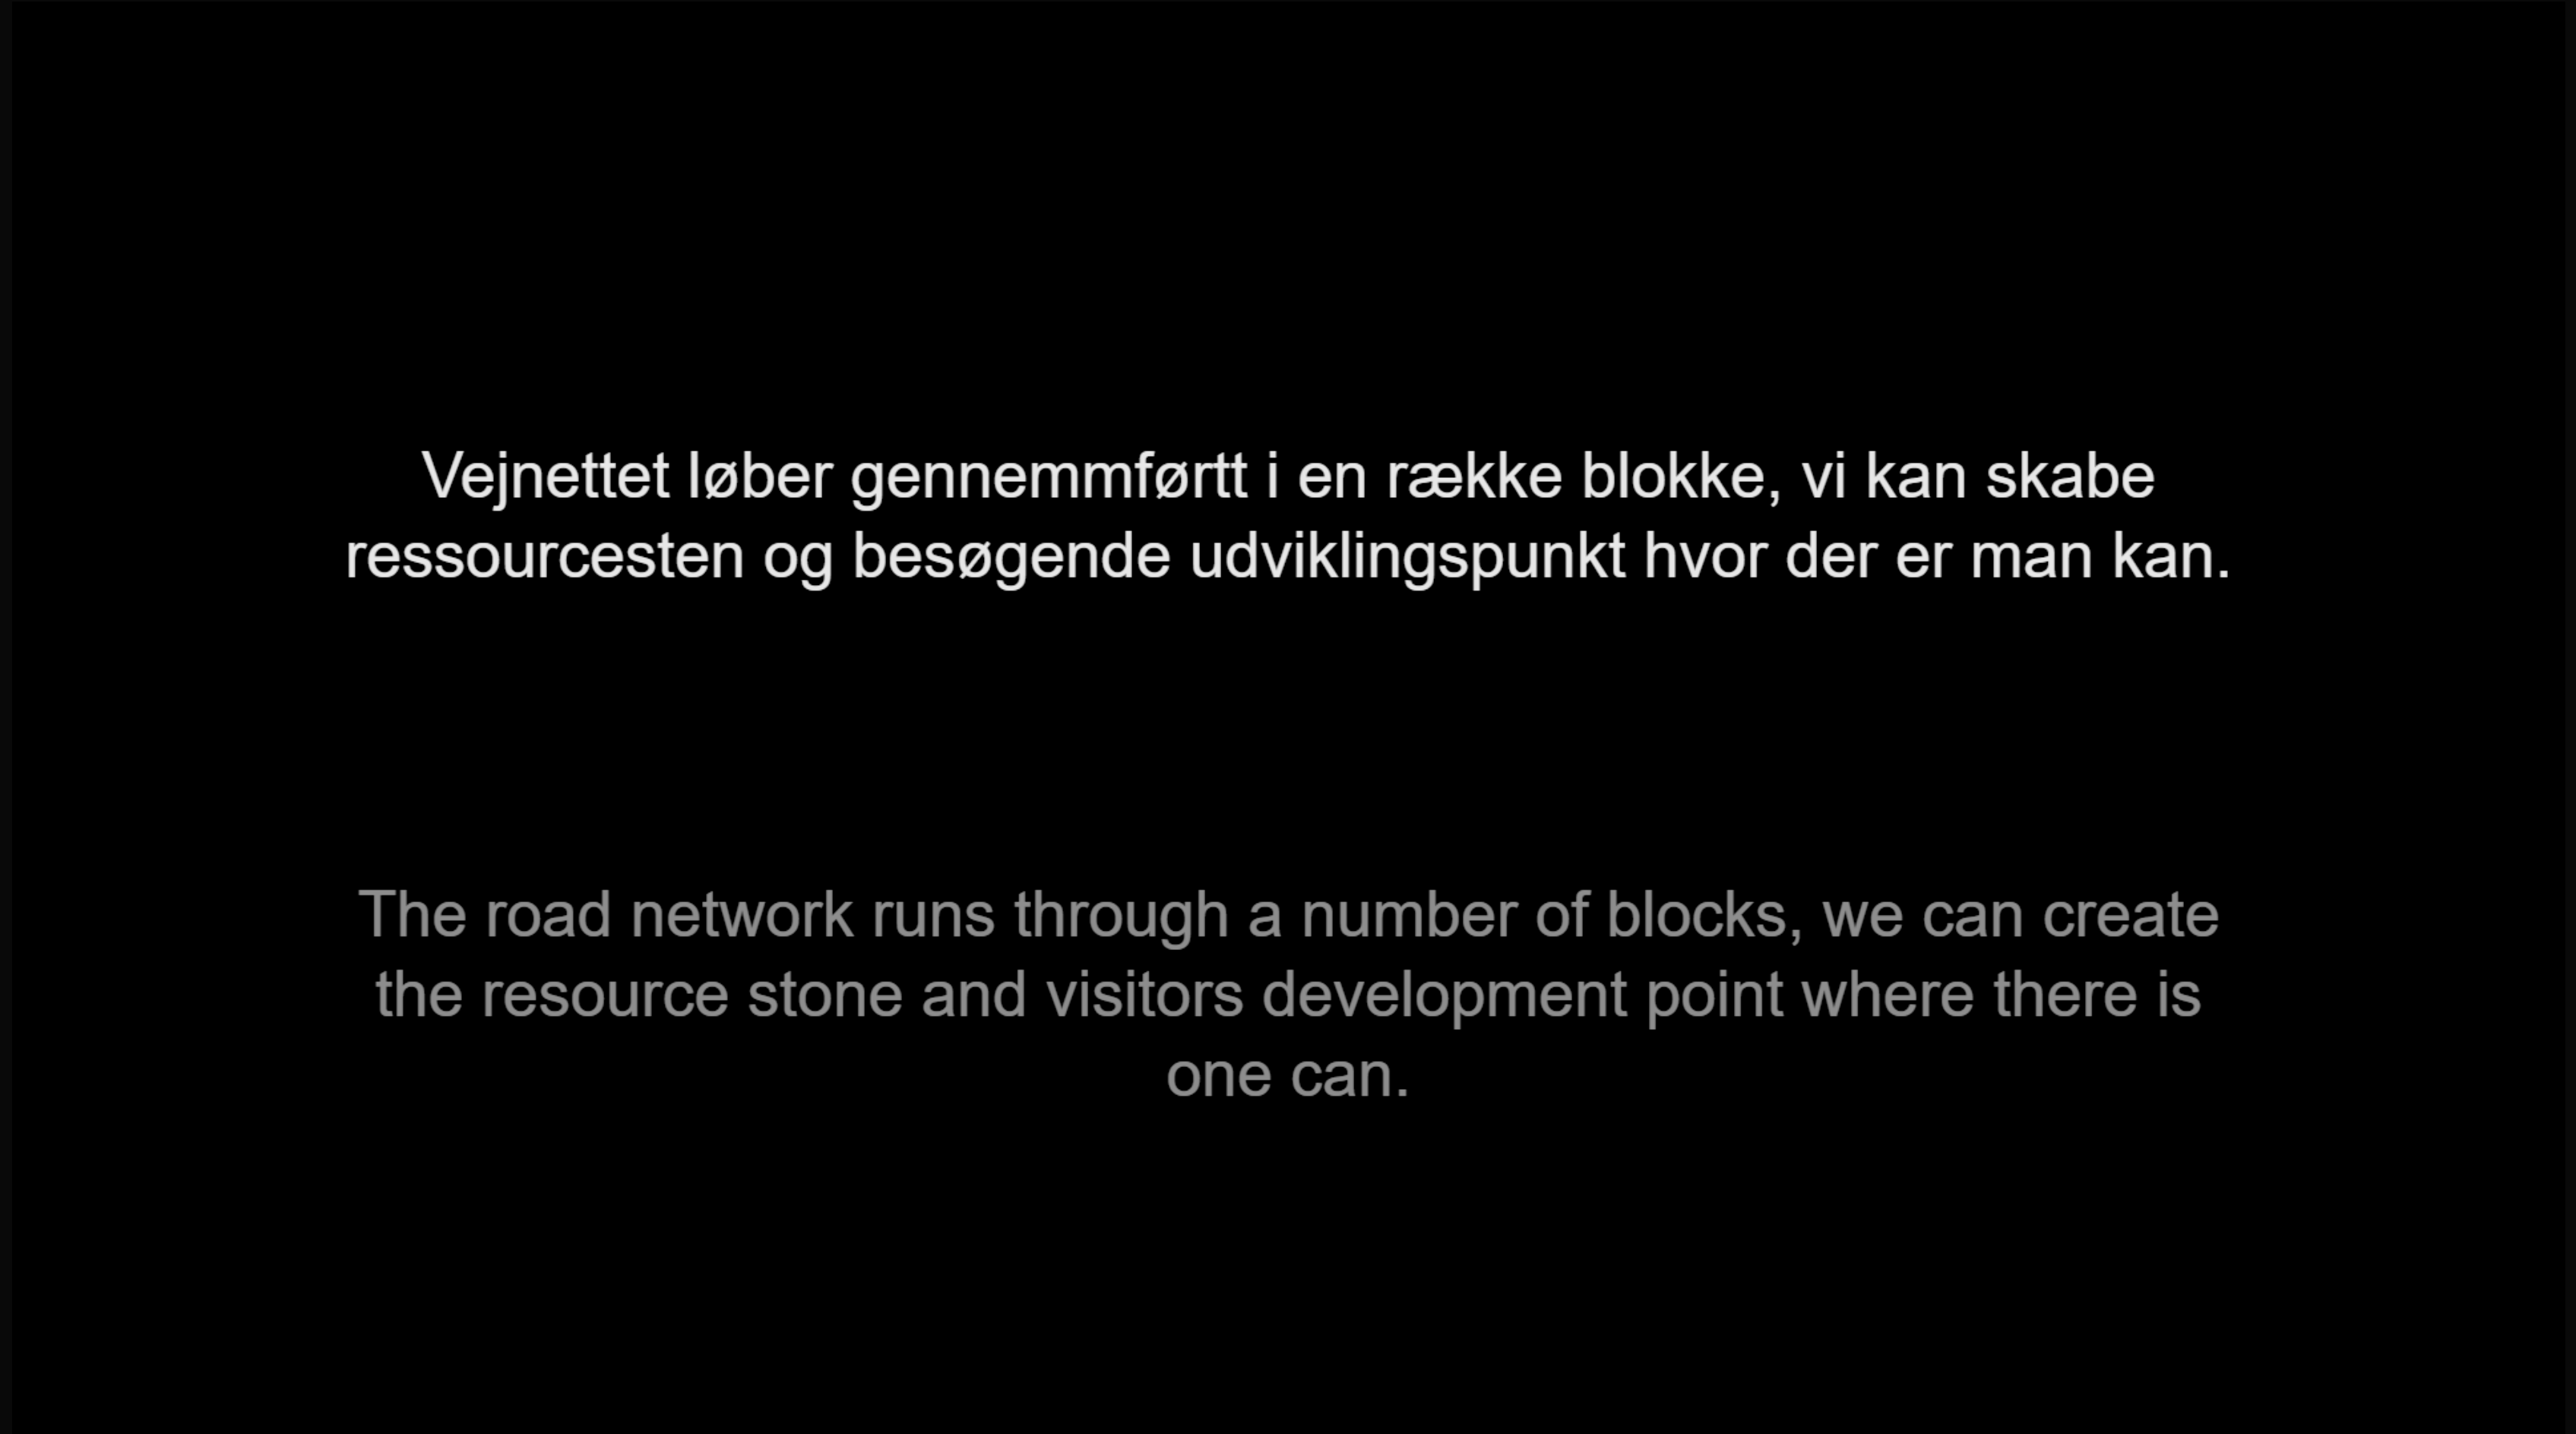 Vejnettet løber gennemmførtt i en række blokke, vi kan skabe
ressourcesten og besøgende udviklingspunkt hvor der er man kan.
The road network runs through a number of blocks, we can create
the resource stone and visitors development point where there is
one can.